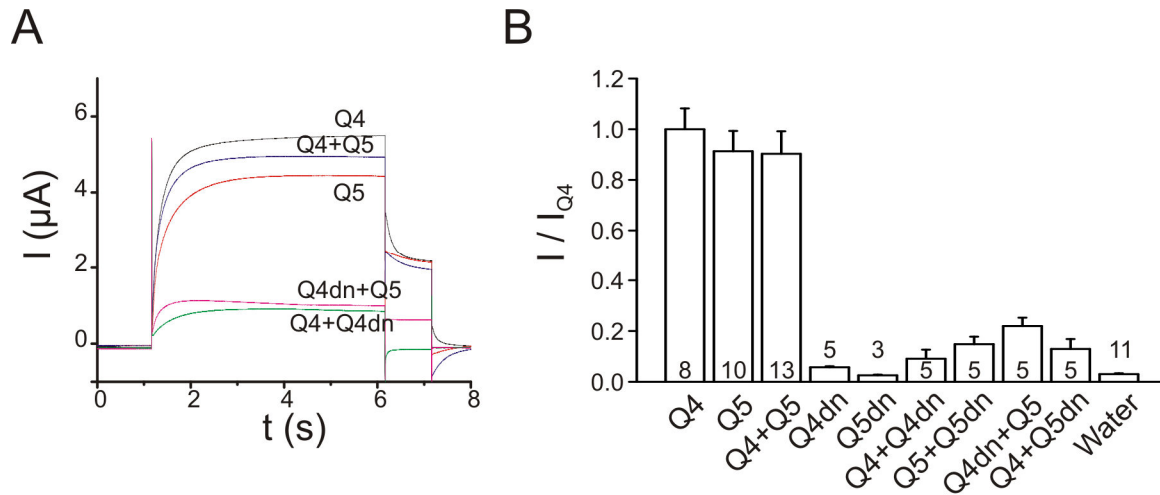 A
B
I (μA)
6
4
2
0
Q4
Q4+Q5
Q5
Q4dn+Q5
Q4+Q4dn
0
2
4
6
8
t (s)
I / I_Q4
1.2
1.0
0.8
0.6
0.4
0.2
0.0
8
10
13
5
3
5
5
5
5
11
Q4
Q5
Q4+Q5
Q4dn
Q5dn
Q4+Q4dn
Q5+Q5dn
Q4dn+Q5
Q4+Q5dn
Water